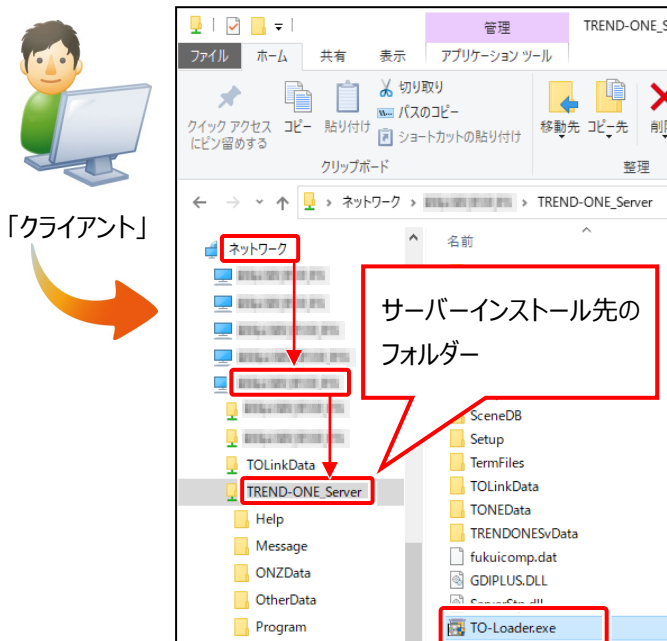 管理
TREND-ONE_S
ファイル
ホーム
共有
表示
アプリケーション ツール
クイック アクセス
にピン留めする
コピー
貼り付け
切り取り
パスのコピー
ショートカットの貼り付け
移動先
コピー先
削
クリップボード
整理
ネットワーク
TREND-ONE_Server
「クライアント」
名前
ネットワーク
サーバーインストール先の
フォルダー
TOLinkData
TREND-ONE_Server
Help
Message
ONZData
OtherData
Program
SceneDB
Setup
TermFiles
TOLinkData
TONEData
TRENDONESvData
fukuicomp.dat
GDIPLUS.DLL
TO-Loader.exe